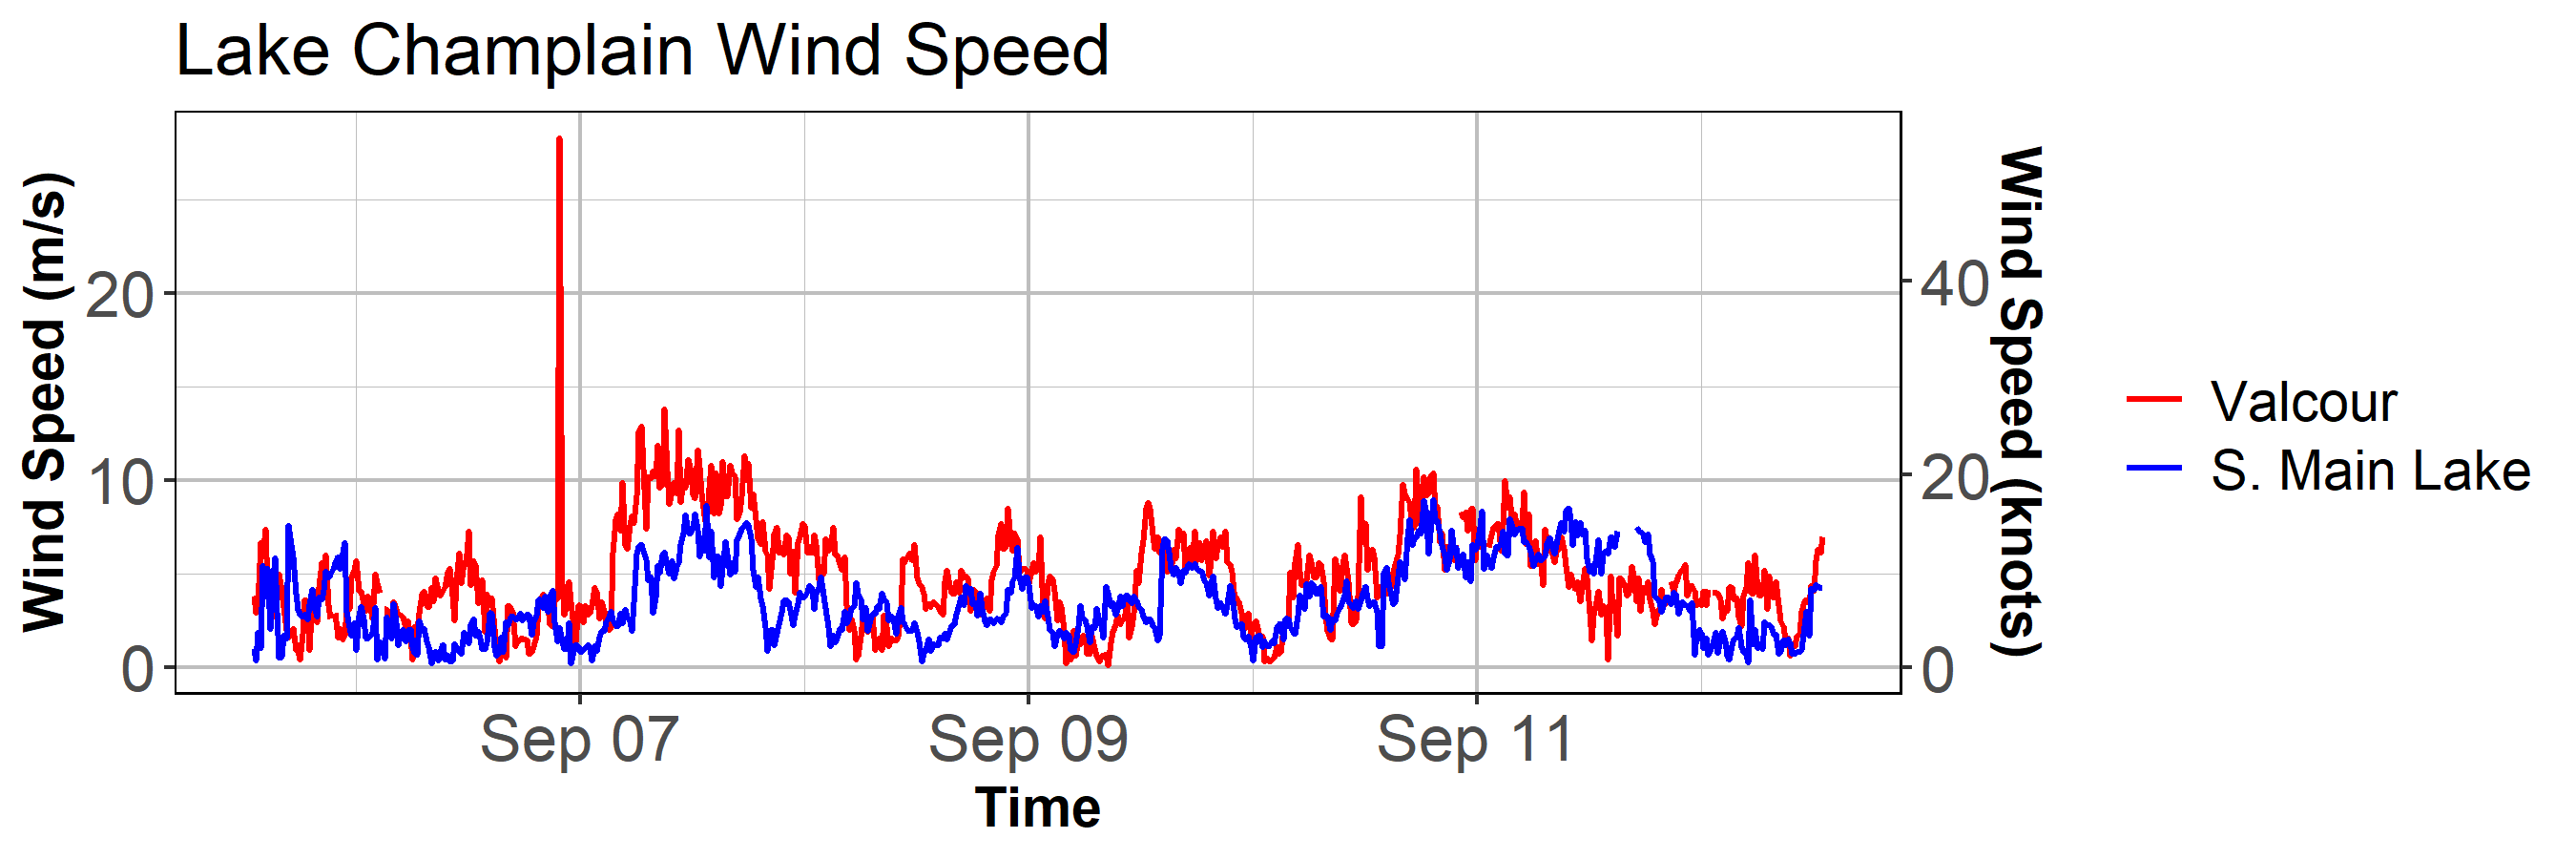 Lake Champlain Wind Speed
Wind Speed (m/s)
20
10
0
40
20
0
Wind Speed (knots)
Sep 07
Sep 09
Sep 11
Time
Valcour
S. Main Lake